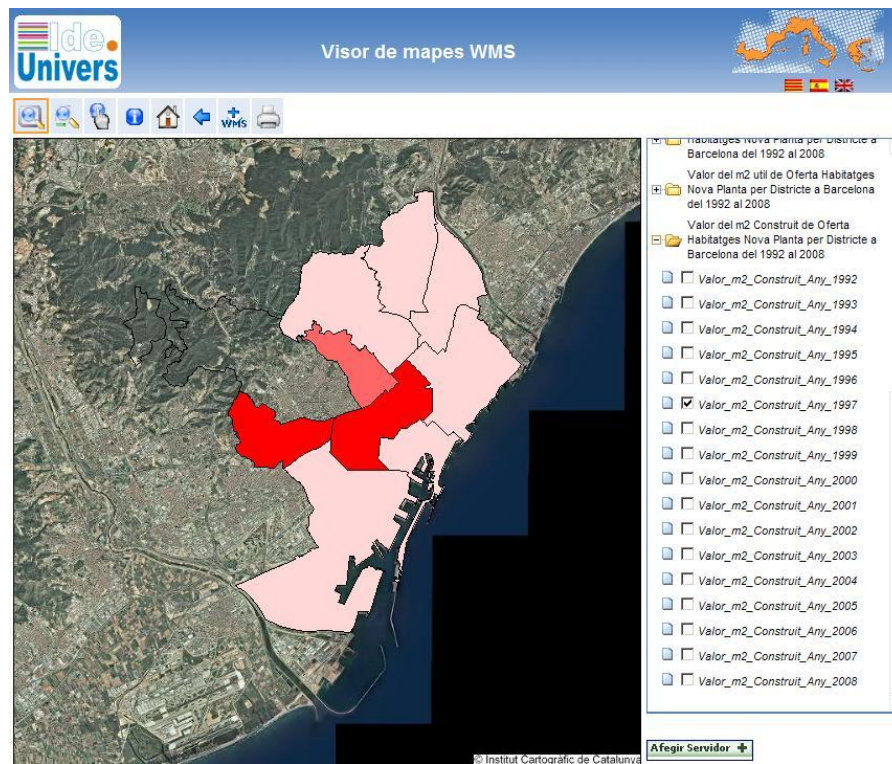 Ide.
Univers
Visor de mapes WMS
WMS
Habitatges Nova Planta per Districte a
Barcelona del 1992 al 2008
Valor del m2 util de Oferta Habitatges
Nova Planta per Districte a Barcelona
del 1992 al 2008
Valor del m2 Construit de Oferta
Habitatges Nova Planta per Districte a
Barcelona del 1992 al 2008
Valor_m2_Construit_Any_1992
Valor_m2_Construit_Any_1993
Valor_m2_Construit_Any_1994
Valor_m2_Construit_Any_1995
Valor_m2_Construit_Any_1996
Valor_m2_Construit_Any_1997
Valor_m2_Construit_Any_1998
Valor_m2_Construit_Any_1999
Valor_m2_Construit_Any_2000
Valor_m2_Construit_Any_2001
Valor_m2_Construit_Any_2002
Valor_m2_Construit_Any_2003
Valor_m2_Construit_Any_2004
Valor_m2_Construit_Any_2005
Valor_m2_Construit_Any_2006
Valor_m2_Construit_Any_2007
Valor_m2_Construit_Any_2008
Afegir Servidor
© Institut Cartogràfic de Catalunya